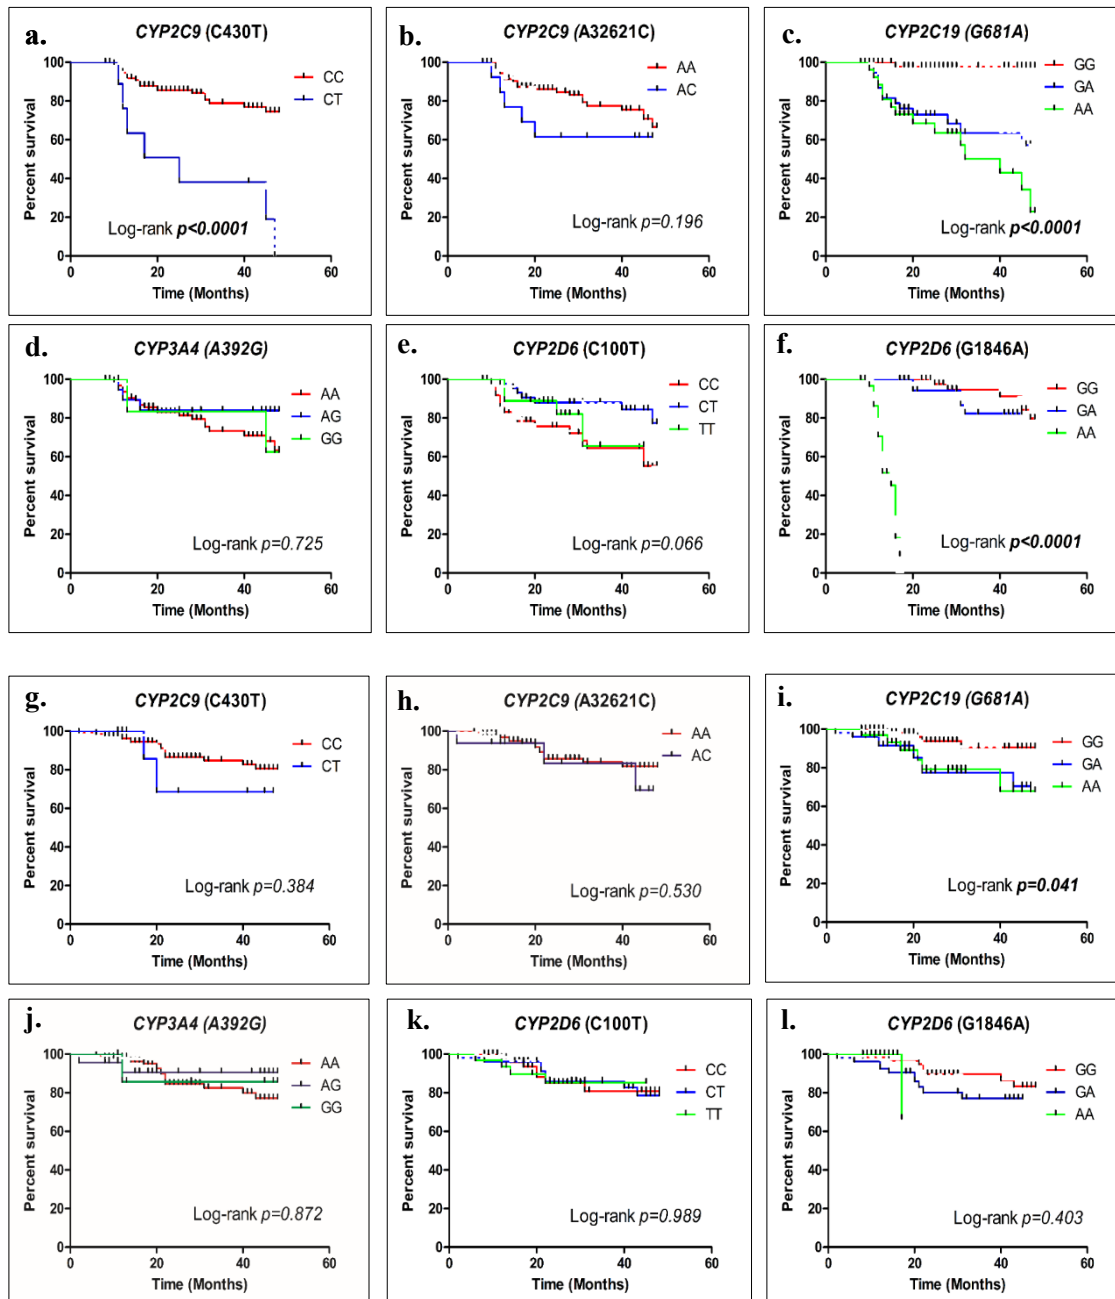 a.
CYP2C9 (C430T)
Percent survival
100
80
60
40
20
0
0 20 40 60
Time (Months)
CC
CT
Log-rank p<0.0001
b.
CYP2C9 (A32621C)
Percent survival
100
80
60
40
20
0
0 20 40 60
Time (Months)
AA
AC
Log-rank p=0.196
c.
CYP2C19 (G681A)
Percent survival
100
80
60
40
20
0
0 20 40 60
Time (Months)
GG
GA
AA
Log-rank p<0.0001
d.
CYP3A4 (A392G)
Percent survival
100
80
60
40
20
0
0 20 40 60
Time (Months)
AA
AG
GG
Log-rank p=0.725
e.
CYP2D6 (C100T)
Percent survival
100
80
60
40
20
0
0 20 40 60
Time (Months)
CC
CT
TT
Log-rank p=0.066
f.
CYP2D6 (G1846A)
Percent survival
100
80
60
40
20
0
0 20 40 60
Time (Months)
GG
GA
AA
Log-rank p<0.0001
g.
CYP2C9 (C430T)
Percent survival
100
80
60
40
20
0
0 20 40 60
Time (Months)
CC
CT
Log-rank p=0.384
h.
CYP2C9 (A32621C)
Percent survival
100
80
60
40
20
0
0 20 40 60
Time (Months)
AA
AC
Log-rank p=0.530
i.
CYP2C19 (G681A)
Percent survival
100
80
60
40
20
0
0 20 40 60
Time (Months)
GG
GA
AA
Log-rank p=0.041
j.
CYP3A4 (A392G)
Percent survival
100
80
60
40
20
0
0 20 40 60
Time (Months)
AA
AG
GG
Log-rank p=0.872
k.
CYP2D6 (C100T)
Percent survival
100
80
60
40
20
0
0 20 40 60
Time (Months)
CC
CT
TT
Log-rank p=0.989
l.
CYP2D6 (G1846A)
Percent survival
100
80
60
40
20
0
0 20 40 60
Time (Months)
GG
GA
AA
Log-rank p=0.403